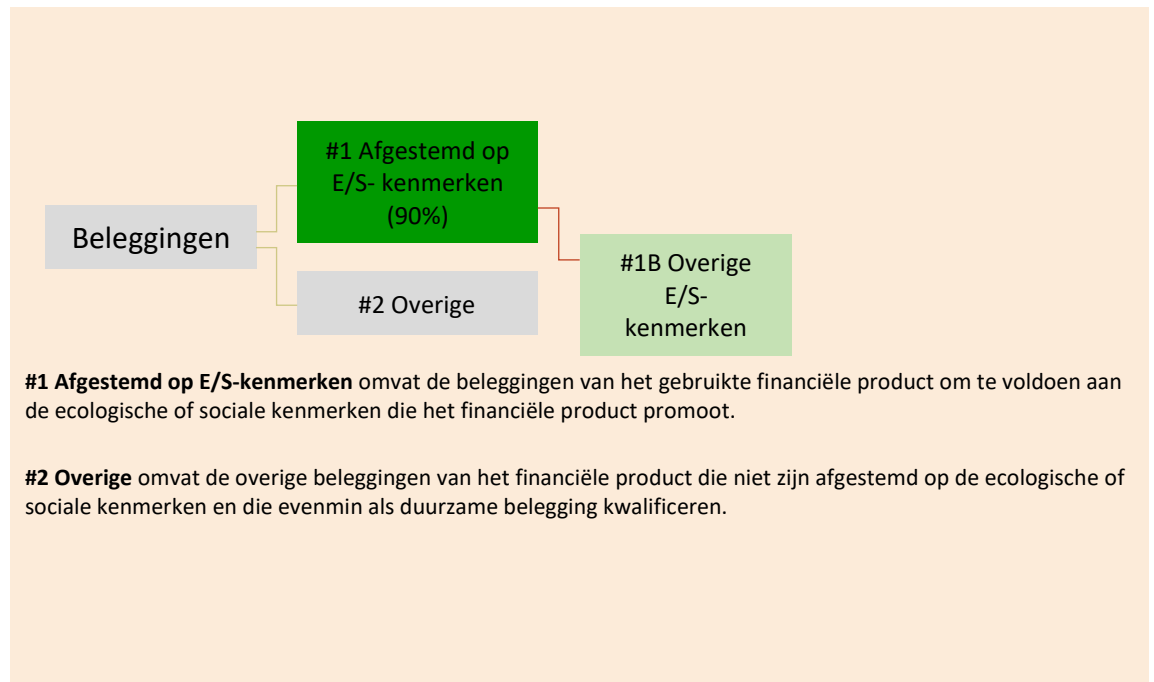 #1 Afgestemd op
E/S- kenmerken
(90%)
Beleggingen
#1B Overige
E/S-
kenmerken
#2 Overige
#1 Afgestemd op E/S-kenmerken omvat de beleggingen van het gebruikte financiële product om te voldoen aan
de ecologische of sociale kenmerken die het financiële product promoot.
#2 Overige omvat de overige beleggingen van het financiële product die niet zijn afgestemd op de ecologische of
sociale kenmerken en die evenmin als duurzame belegging kwalificeren.